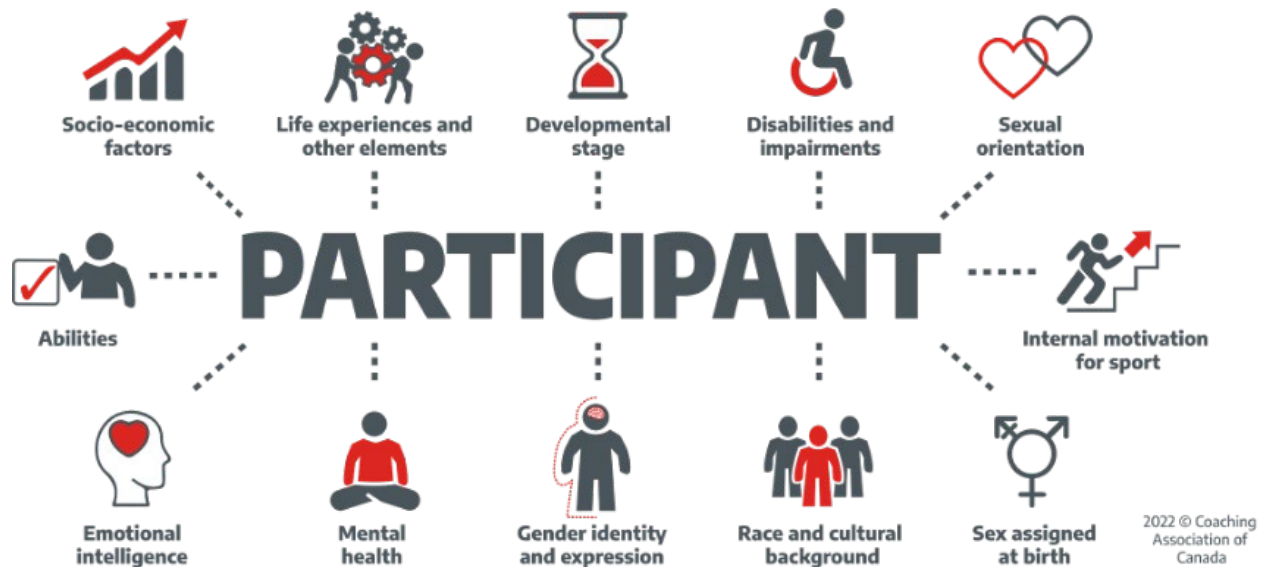 Socio-economic
factors
Life experiences and
other elements
Developmental
stage
Disabilities and
impairments
Sexual
orientation
Abilities
PARTICIPANT
Internal motivation
for sport
Emotional
intelligence
Mental
health
Gender identity
and expression
Race and cultural
background
Sex assigned
at birth
2022 © Coaching
Association of
Canada